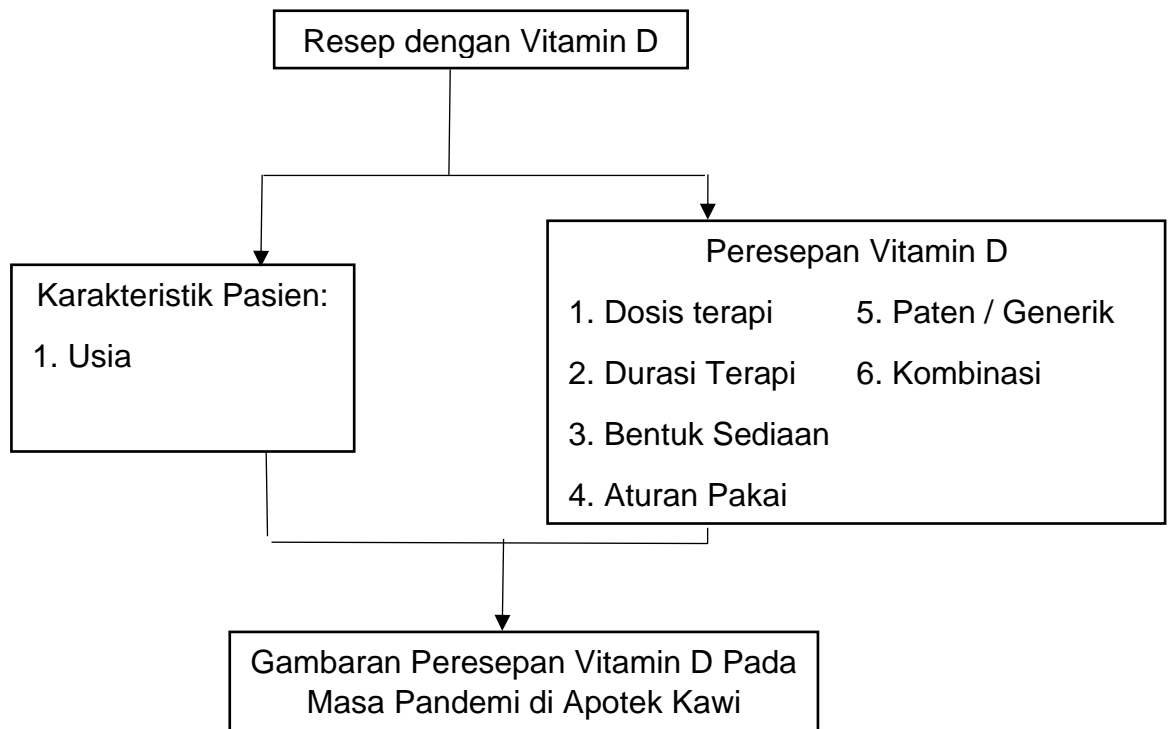 Resep dengan Vitamin D
Karakteristik Pasien:
1. Usia
Peresepan Vitamin D
1. Dosis terapi
2. Durasi Terapi
3. Bentuk Sediaan
4. Aturan Pakai
5. Paten / Generik
6. Kombinasi
Gambaran Peresepan Vitamin D Pada
Masa Pandemi di Apotek Kawi